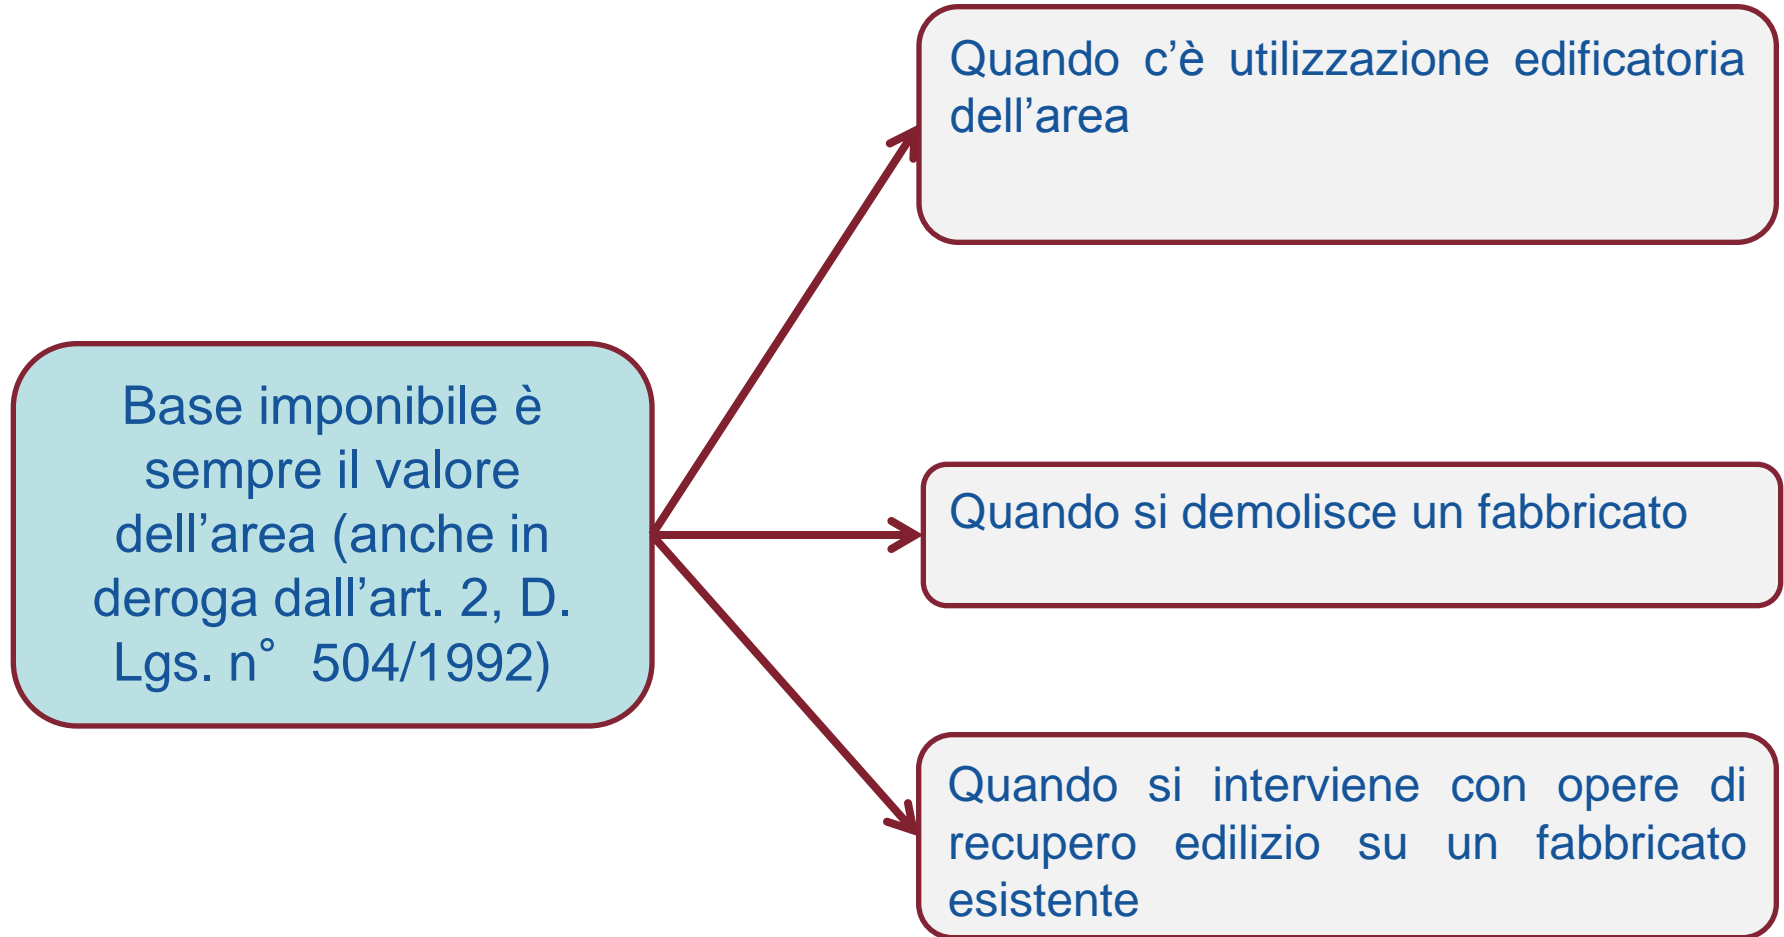 Quando c’è utilizzazione edificatoria
dell’area
Base imponibile è
sempre il valore
dell’area (anche in
deroga dall’art. 2, D.
Lgs. n° 504/1992)
Quando si demolisce un fabbricato
Quando si interviene con opere di
recupero edilizio su un fabbricato
esistente